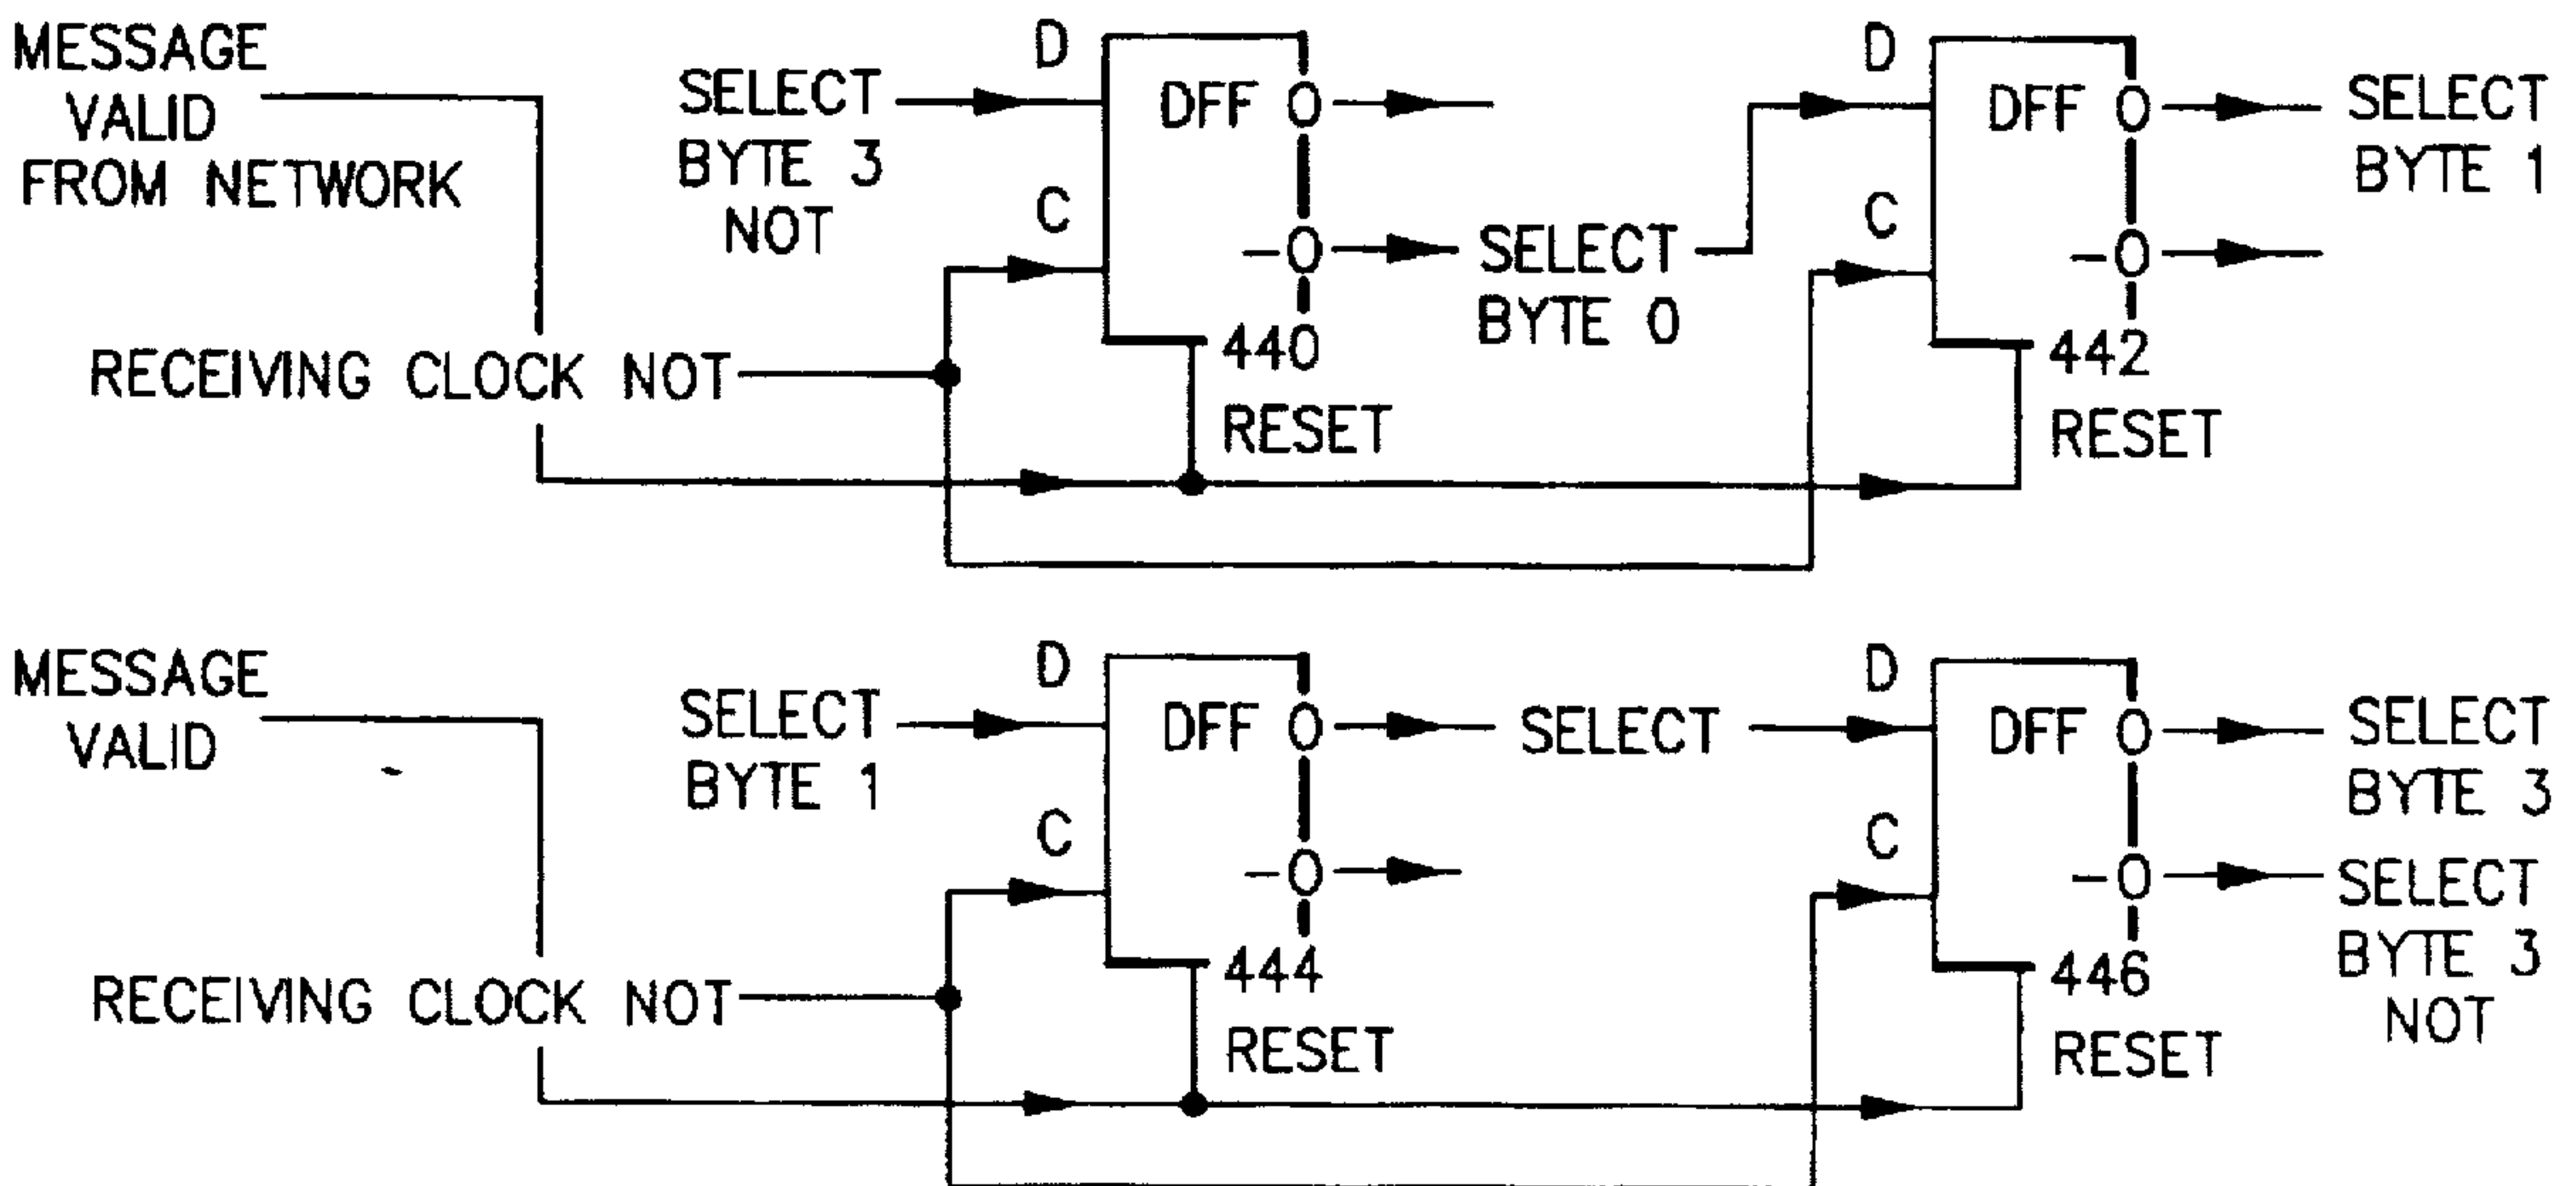 MESSAGE
VALID
FROM NETWORK
SELECT
BYTE 3
NOT
D
C
DFF O
-O
440
RESET
SELECT
BYTE 0
D
C
DFF O
-O
442
RESET
SELECT
BYTE 1
RECEIVING CLOCK NOT
MESSAGE
VALID
SELECT
BYTE 1
D
C
DFF O
-O
444
RESET
SELECT
D
C
DFF O
-O
446
RESET
SELECT
BYTE 3
SELECT
BYTE 3
NOT
RECEIVING CLOCK NOT